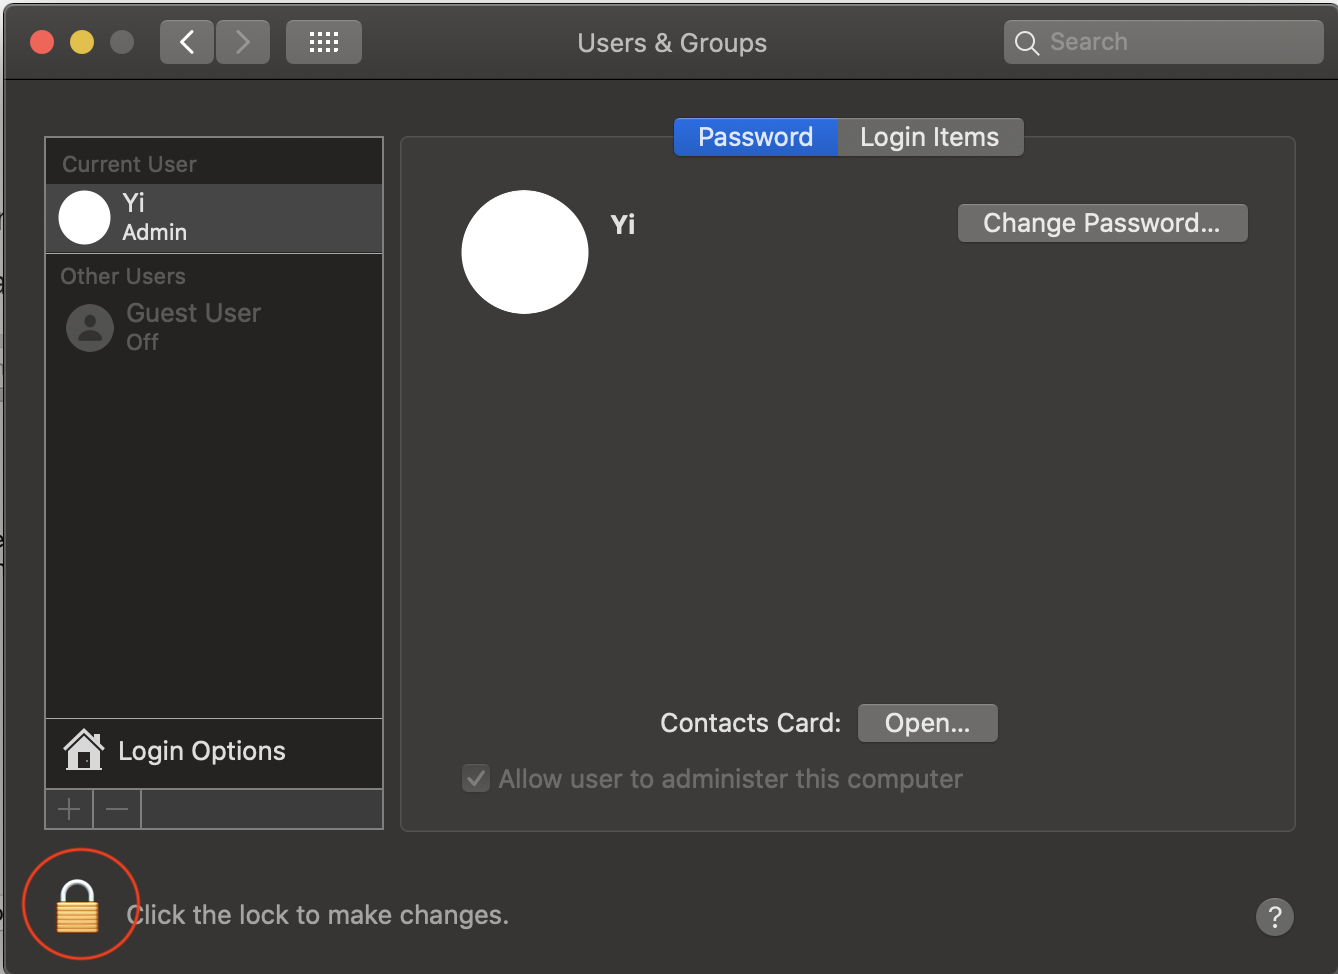 Users & Groups
Search
Password
Login Items
Current User
Yi
Admin
Other Users
Guest User
Off
Yi
Change Password...
Contacts Card:
Open...
Allow user to administer this computer
Login Options
Click the lock to make changes.
?